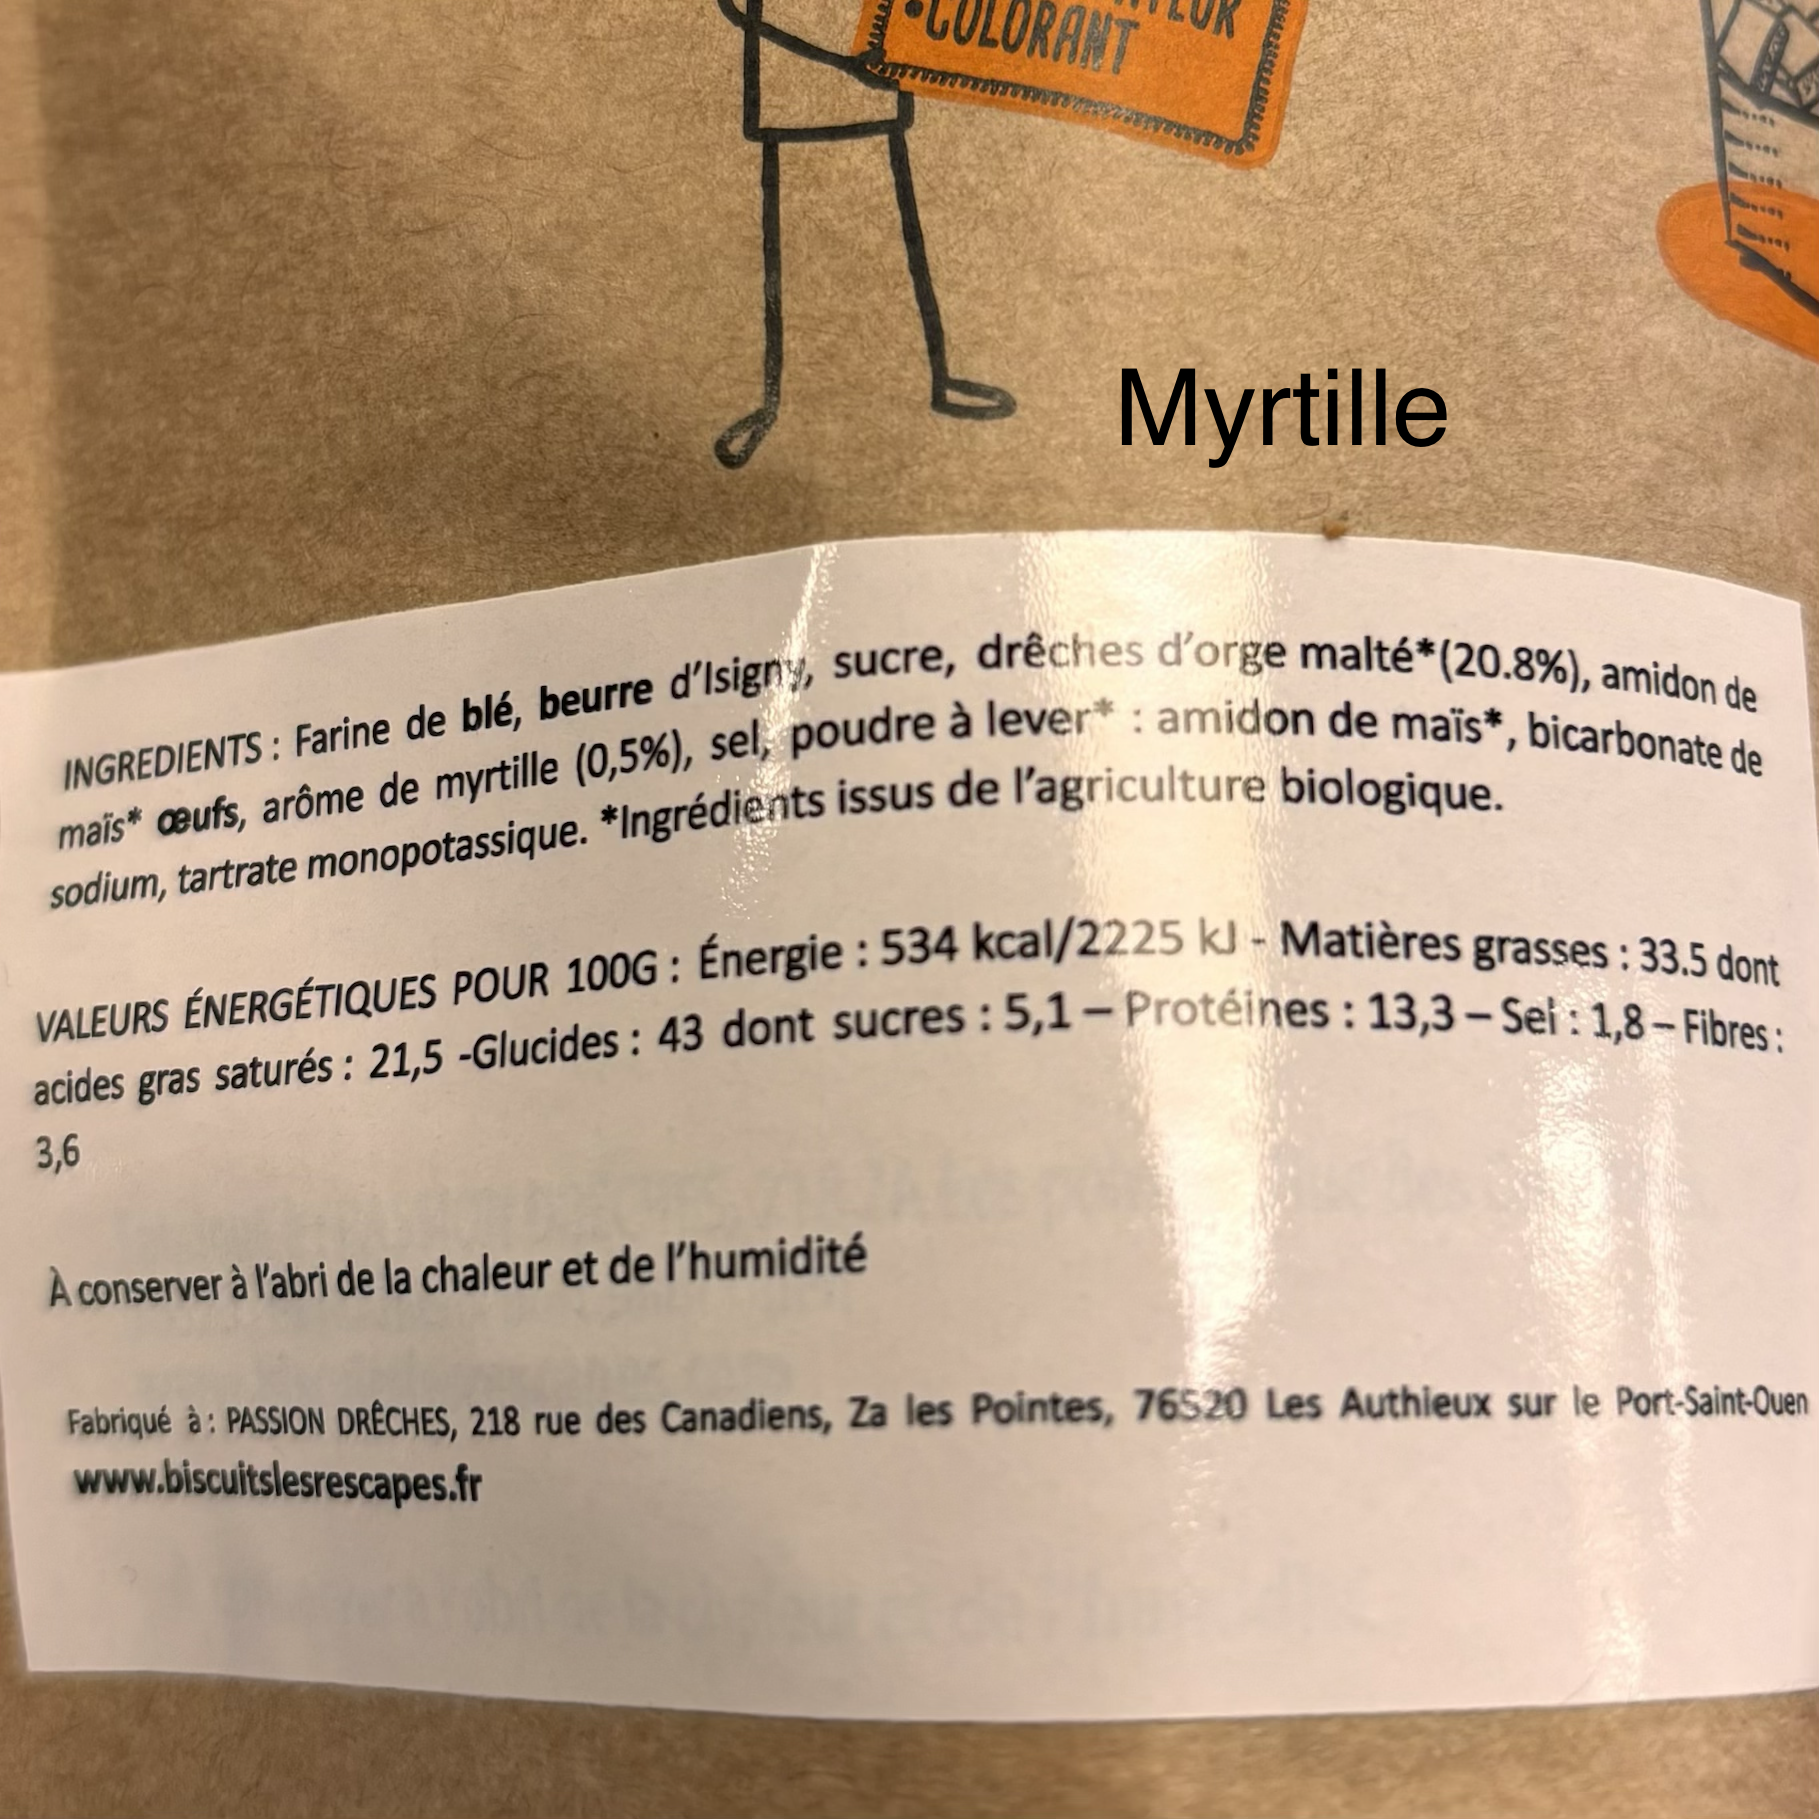 •COLORANT
Myrtille
INGREDIENTS : Farine de blé, beurre d'Isigny, sucre, drêches d'orge malté*(20.8%), amidon de
maïs* œufs, arôme de myrtille (0,5%), sel, poudre à lever* : amidon de maïs*, bicarbonate de
sodium, tartrate monopotassique. *Ingrédients issus de l'agriculture biologique.
VALEURS ÉNERGÉTIQUES POUR 100G : Énergie : 534 kcal/2225 kJ - Matières grasses : 33.5 dont
acides gras saturés : 21,5 -Glucides : 43 dont sucres : 5,1 – Protéines : 13,3 – Sel : 1,8 – Fibres :
3,6
À conserver à l'abri de la chaleur et de l'humidité
Fabriqué à : PASSION DRÊCHES, 218 rue des Canadiens, Za les Pointes, 76520 Les Authieux sur le Port-Saint-Ouen
www.biscuitslesrescapes.fr